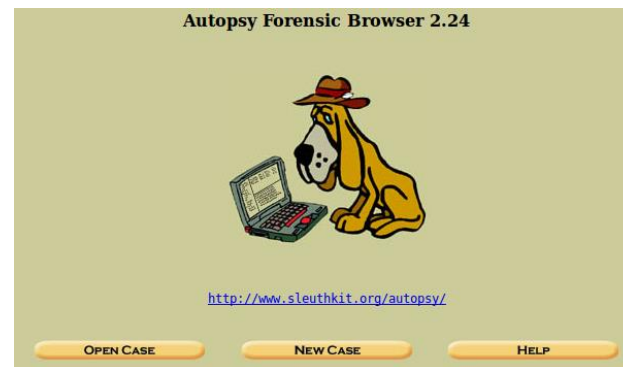 Autopsy Forensic Browser 2.24
http://www.sleuthkit.org/autopsy/
OPEN CASE
NEW CASE
HELP